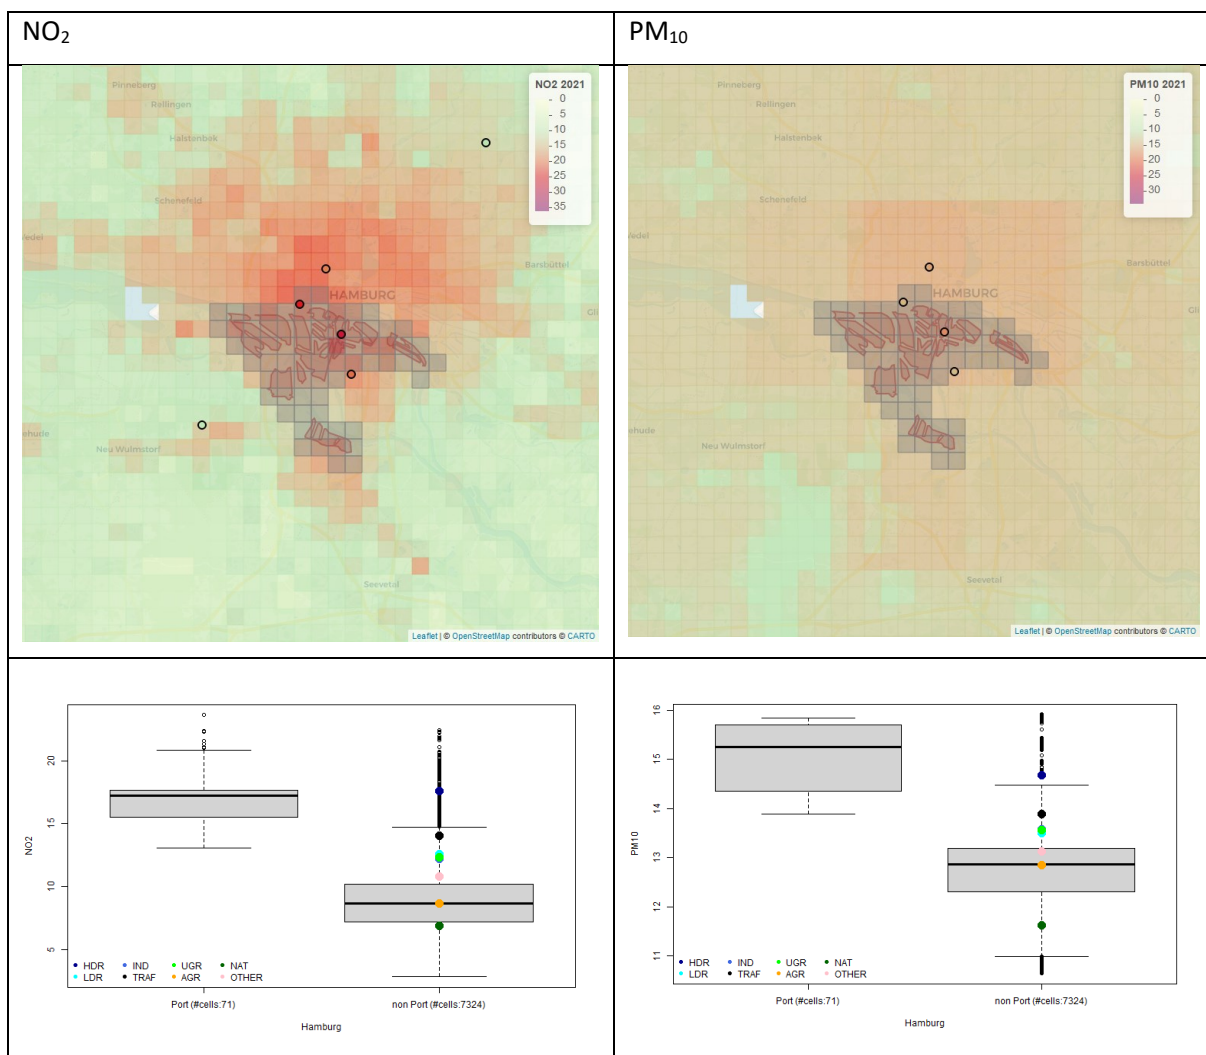 NO₂
PM₁₀
Pinneberg
Rellingen
Halstenbek
Schenefeld
HAMBURG
Barsbüttel
Neu Wulmstorf
Seevetal
NO2 2021
0
5
10
15
20
25
30
35
Leaflet | © OpenStreetMap contributors © CARTO
Pinneberg
Rellingen
Halstenbek
Schenefeld
HAMBURG
Barsbüttel
Neu Wulmstorf
Seevetal
PM10 2021
0
5
10
15
20
25
30
Leaflet | © OpenStreetMap contributors © CARTO
NO2
20
15
10
5
HDR IND UGR NAT
LDR TRAF AGR OTHER
Port (#cells:71) non Port (#cells:7324)
Hamburg
PM10
16
15
14
13
12
11
HDR IND UGR NAT
LDR TRAF AGR OTHER
Port (#cells:71) non Port (#cells:7324)
Hamburg